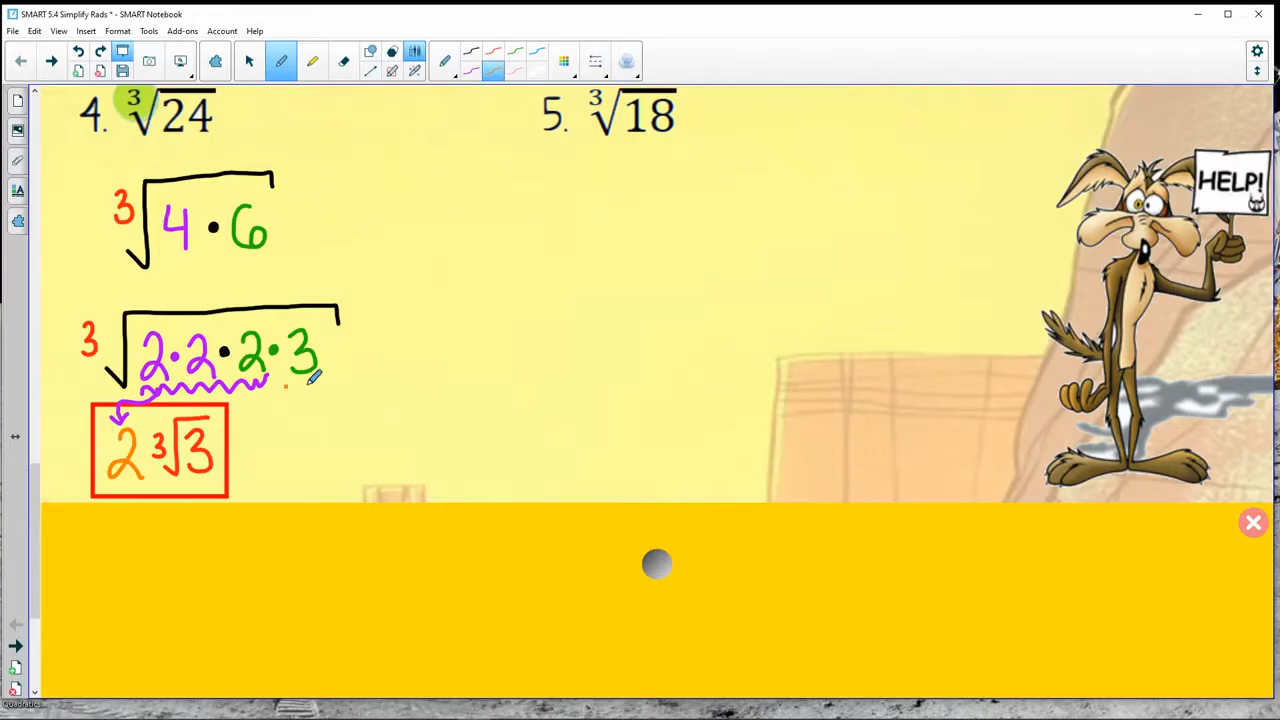 SMART 5.4 Simplify Rads * - SMART Notebook
File Edit View Insert Format Tools Add-ons Account Help
4. ∛24
5. ∛18
∛4 · 6
∛2 · 2 · 2 · 3
2 ∛3
HELP!
Quadratics...